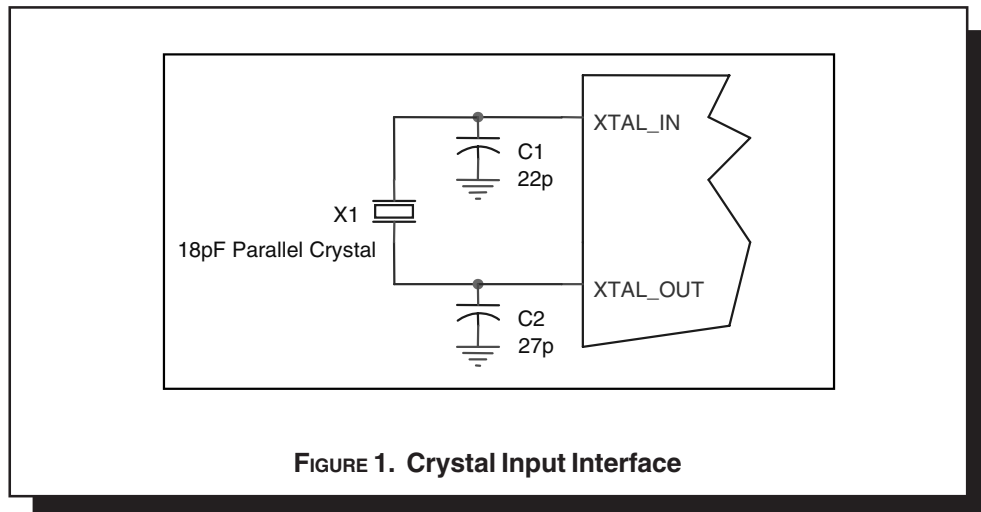 XTAL_IN
C1
22p
X1
18pF Parallel Crystal
XTAL_OUT
C2
27p
FIGURE 1. Crystal Input Interface